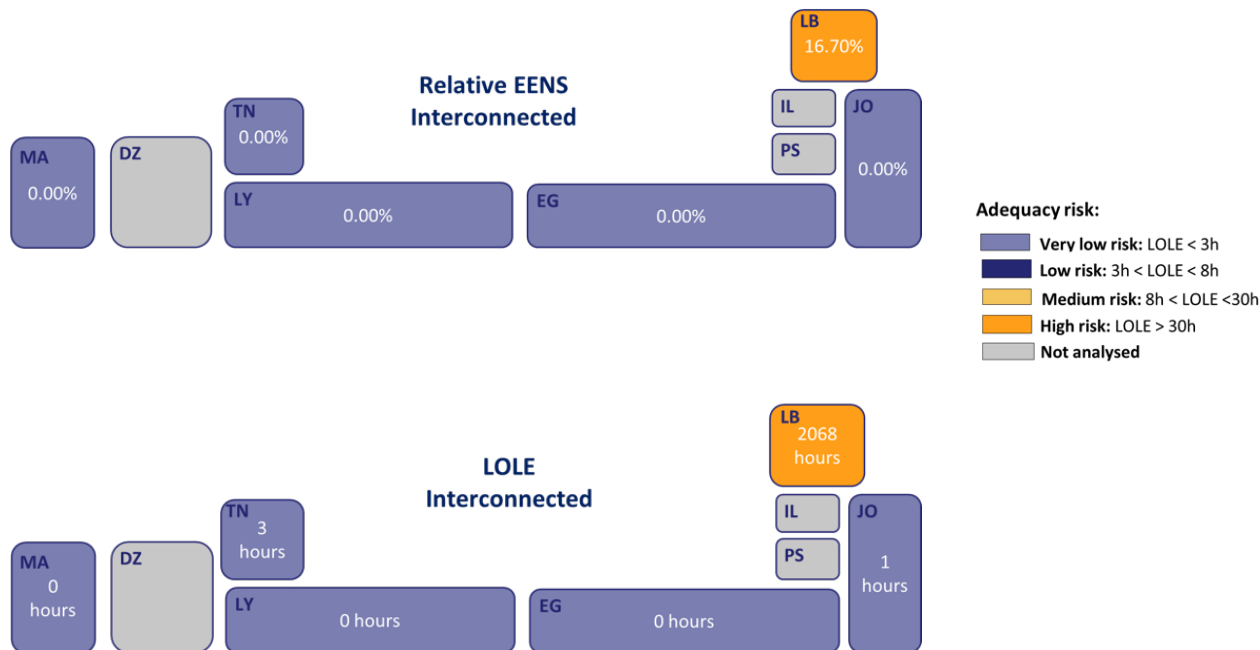 Relative EENS
Interconnected
LB
16.70%
IL
PS
JO
0.00%
TN
0.00%
MA
0.00%
DZ
LY
0.00%
EG
0.00%
Adequacy risk:
Very low risk: LOLE < 3h
Low risk: 3h < LOLE < 8h
Medium risk: 8h < LOLE <30h
High risk: LOLE > 30h
Not analysed
LOLE
Interconnected
LB
2068
hours
IL
PS
JO
1
hours
TN
3
hours
MA
0
hours
DZ
LY
0 hours
EG
0 hours